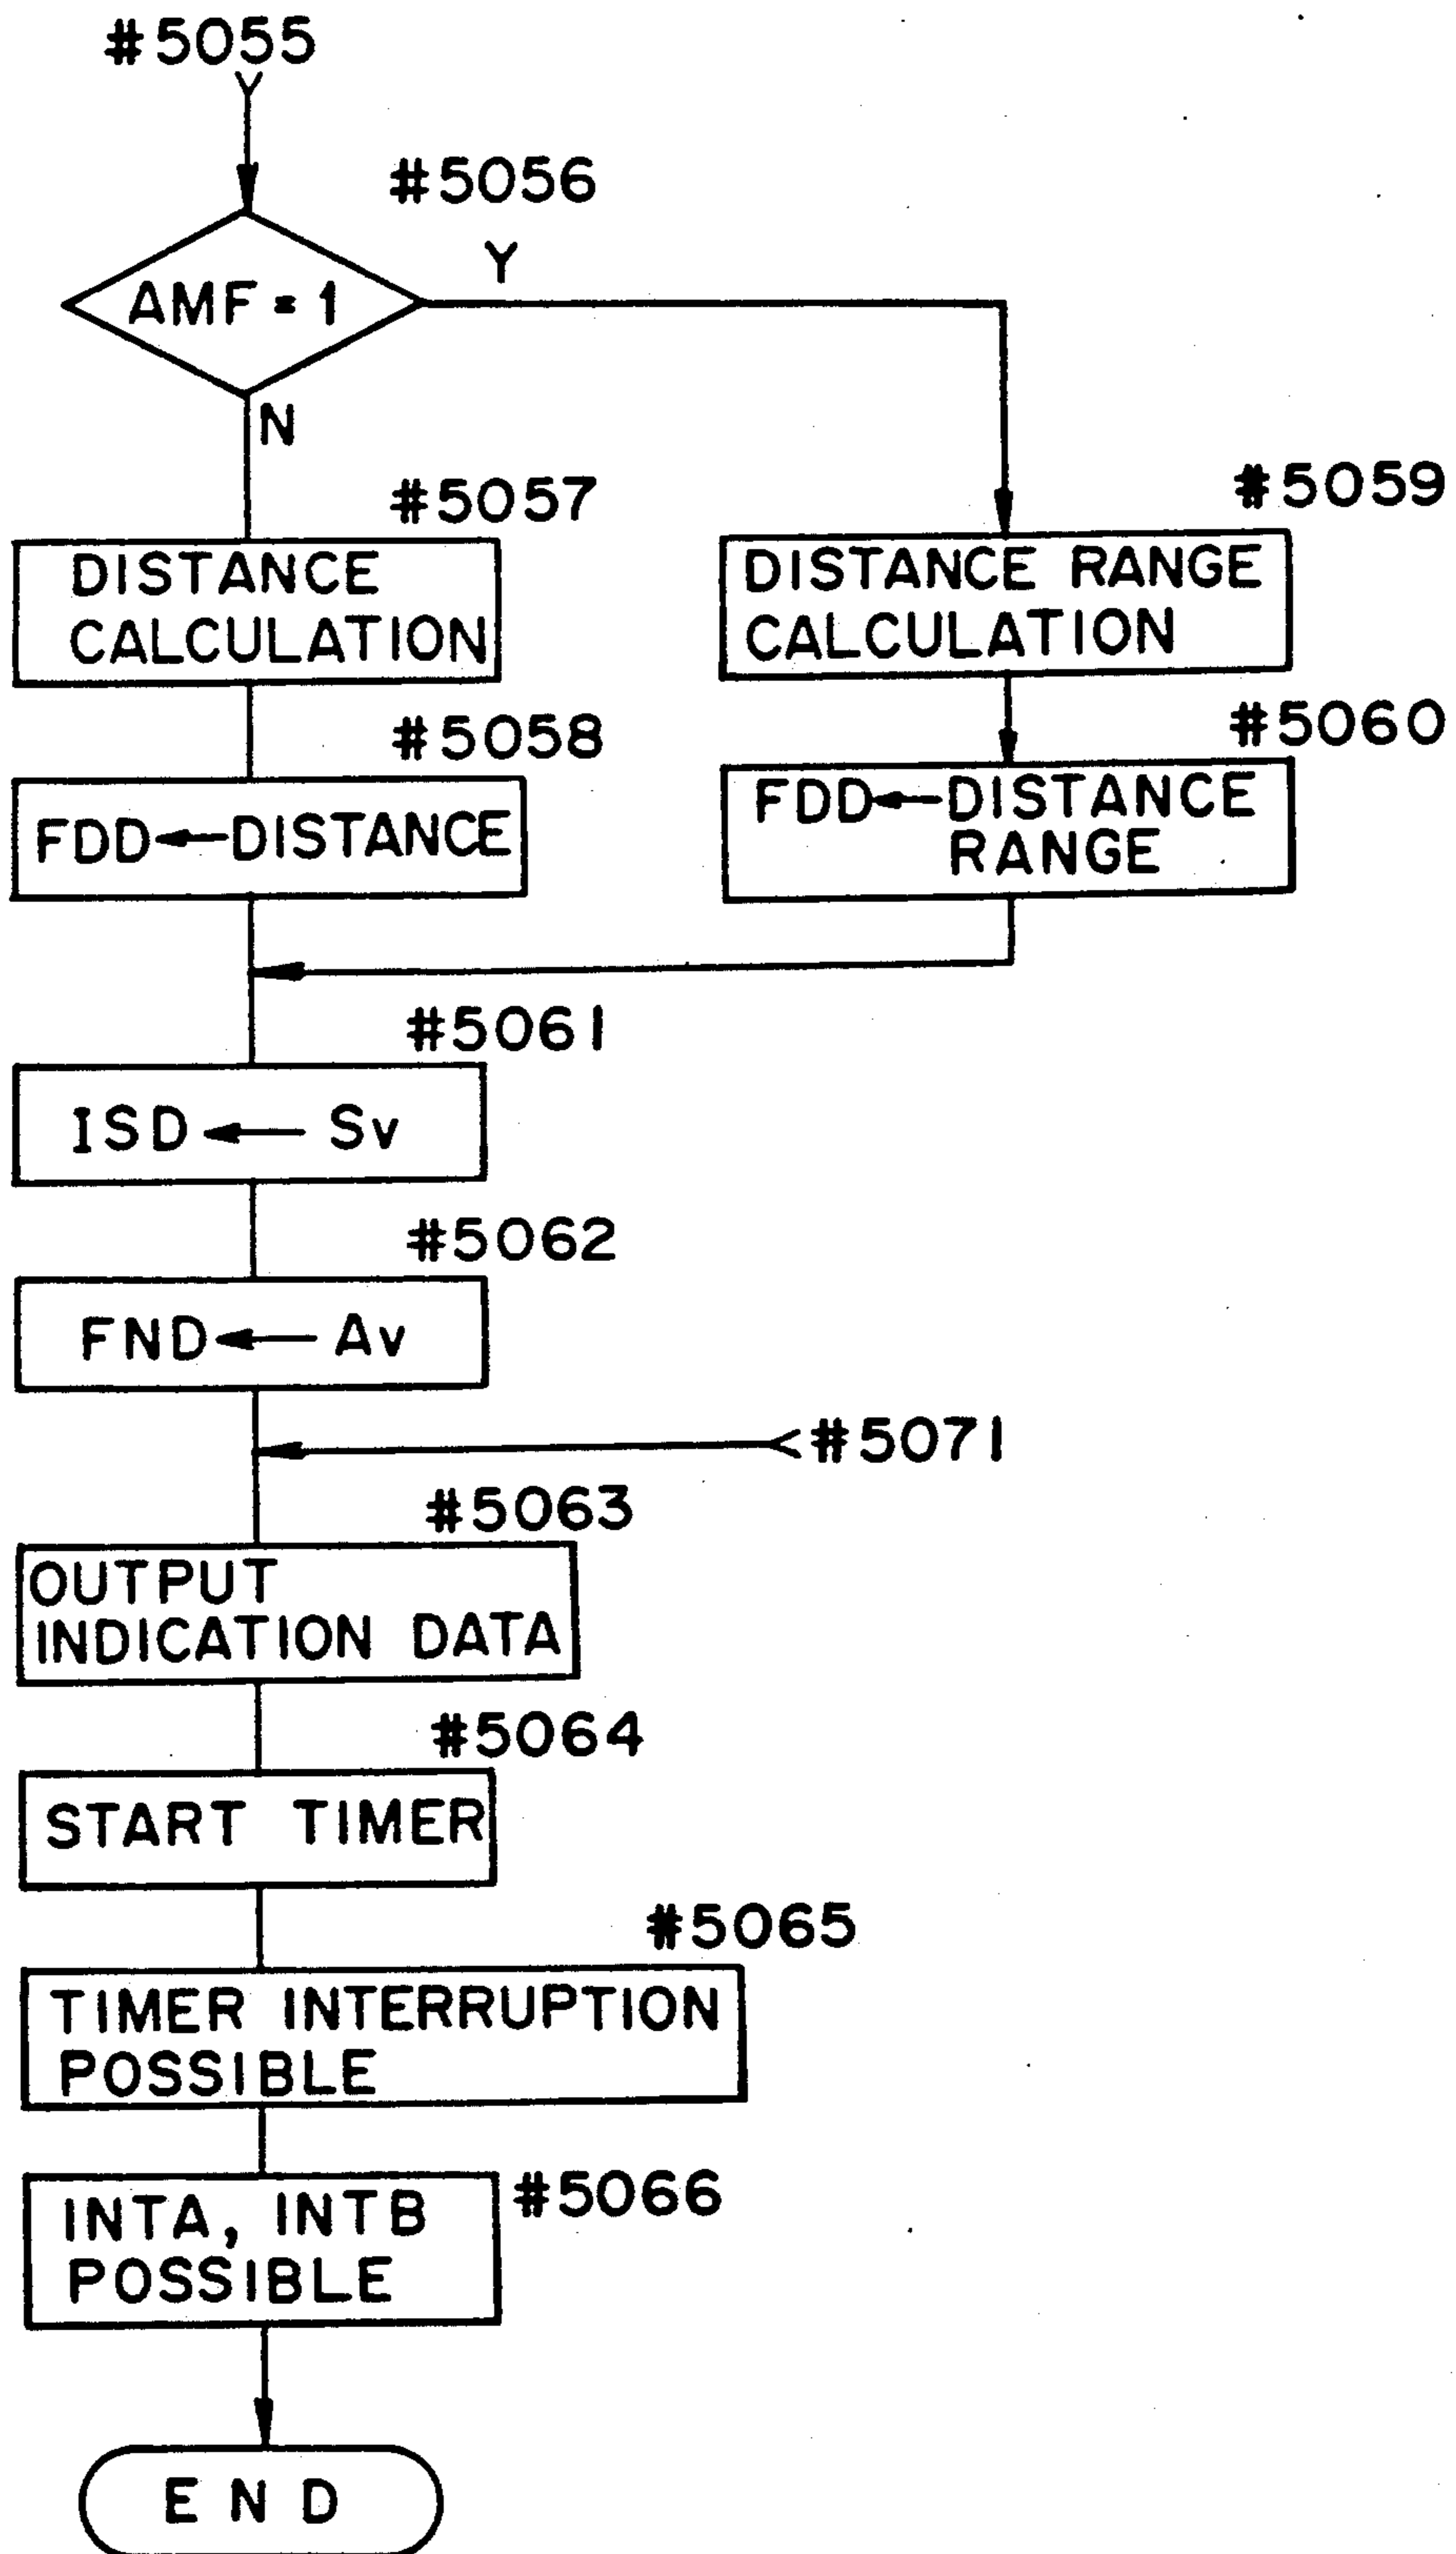 #5055
#5056
Y
AMF = 1
N
#5057
DISTANCE
CALCULATION
#5059
DISTANCE RANGE
CALCULATION
#5058
FDD←DISTANCE
#5060
FDD←DISTANCE
RANGE
#5061
ISD ← Sv
#5062
FND ← Av
#5071
#5063
OUTPUT
INDICATION DATA
#5064
START TIMER
#5065
TIMER INTERRUPTION
POSSIBLE
#5066
INTA, INTB
POSSIBLE
END